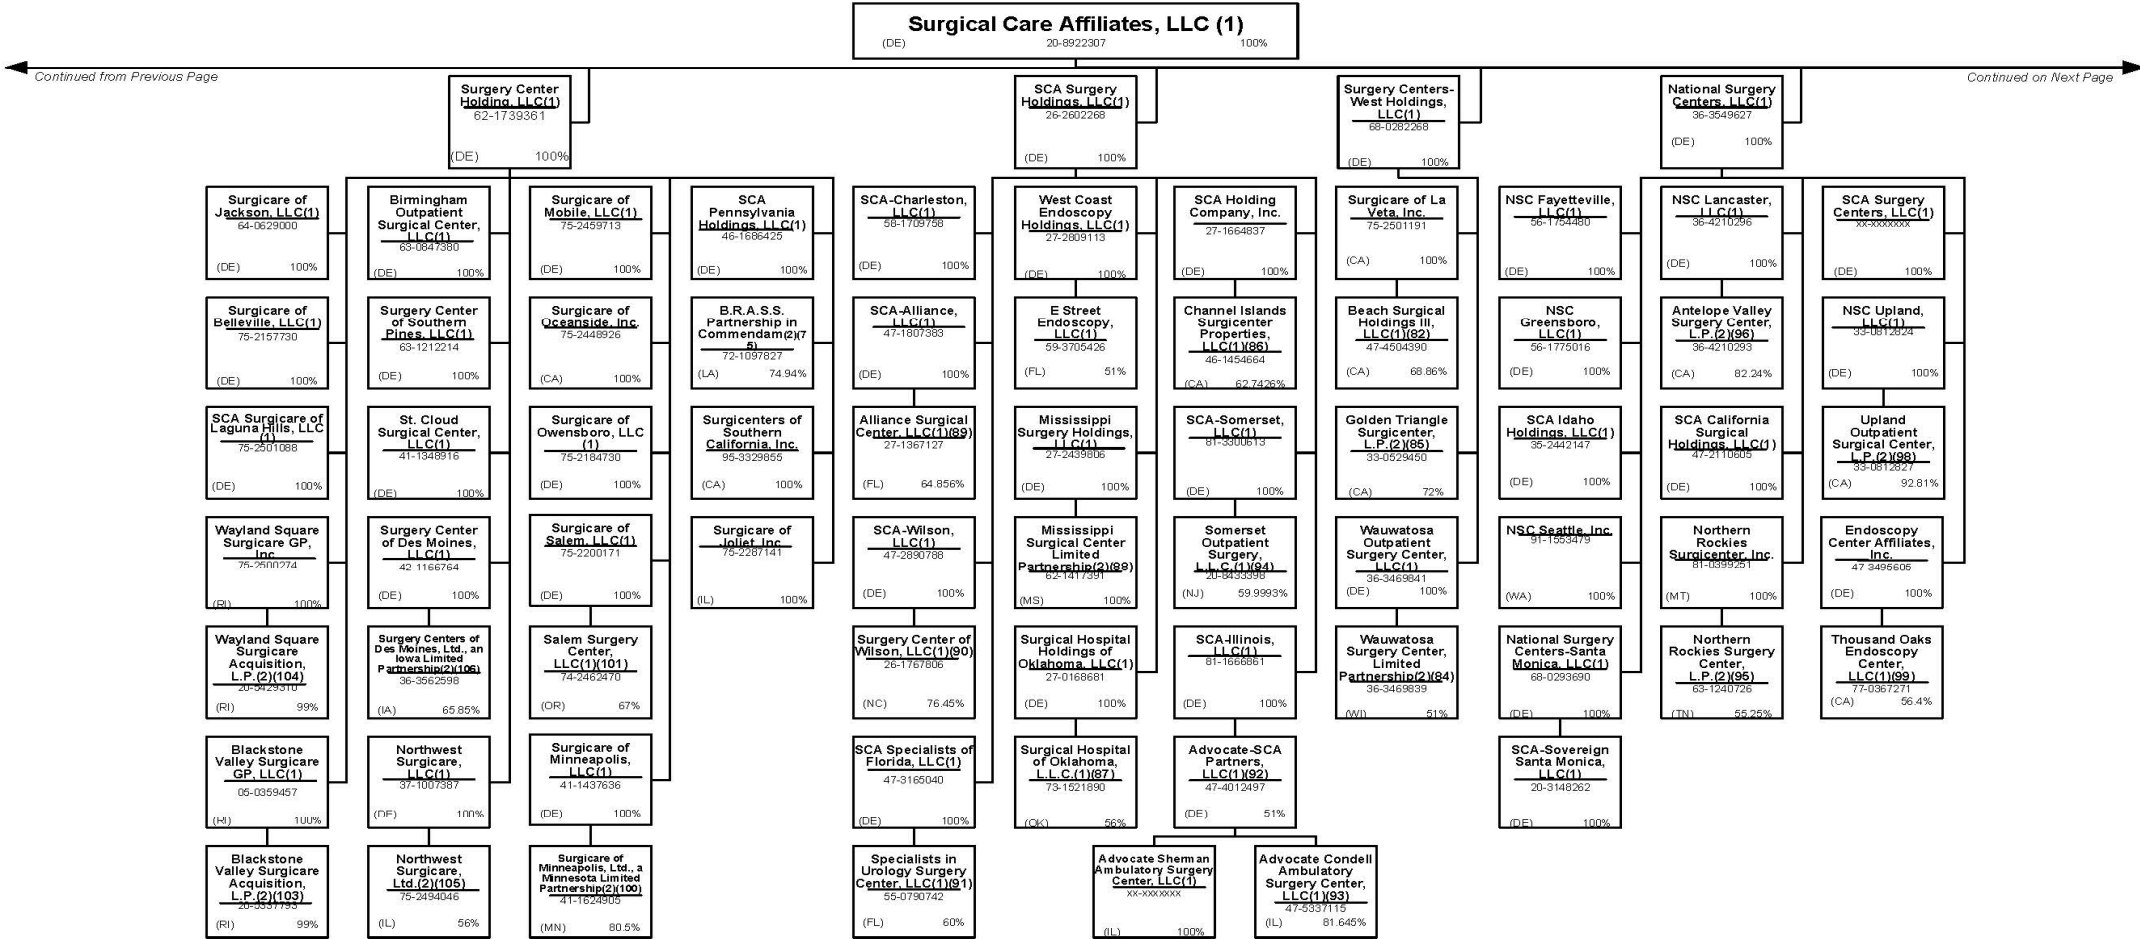 Surgical Care Affiliates, LLC (1)
(DE) 20-8922307 100%
Continued from Previous Page
Continued on Next Page
Surgery Center
Holding, LLC(1)
62-1739361
(DE) 100%
SCA Surgery
Holdings, LLC(1)
26-2602268
(DE) 100%
Surgery Centers-
West Holdings,
LLC(1)
68-0282268
(DE) 100%
National Surgery
Centers, LLC(1)
36-3549627
(DE) 100%
Surgicare of
Jackson, LLC(1)
64-0629000
(DE) 100%
Birmingham
Outpatient
Surgical Center,
LLC(1)
63-0847380
(DE) 100%
Surgicare of
Mobile, LLC(1)
75-2459713
(DE) 100%
SCA
Pennsylvania
Holdings, LLC(1)
46-1686425
(DE) 100%
SCA-Charleston,
LLC(1)
58-1709758
(DE) 100%
West Coast
Endoscopy
Holdings, LLC(1)
27-2809113
(DE) 100%
SCA Holding
Company, Inc.
27-1664837
(DE) 100%
Surgicare of La
Veta, Inc.
75-2501191
(CA) 100%
NSC Fayetteville,
LLC(1)
56-1754480
(DE) 100%
NSC Lancaster,
LLC(1)
36-4210296
(DE) 100%
SCA Surgery
Centers, LLC(1)
xx-xxxxxxx
(DE) 100%
Surgicare of
Belleville, LLC(1)
75-2157730
(DE) 100%
Surgery Center
of Southern
Pines, LLC(1)
63-1212214
(DE) 100%
Surgicare of
Oceanside, Inc.
75-2448926
(CA) 100%
B.R.A.S.S.
Partnership in
Commendam(2)(7
5)
72-1097827
(LA) 74.94%
SCA-Alliance,
LLC(1)
47-1807383
(DE) 100%
E Street
Endoscopy,
LLC(1)
59-3705426
(FL) 51%
Channel Islands
Surgicenter
Properties,
LLC(1)(86)
46-1454664
(CA) 62.7426%
Beach Surgical
Holdings III,
LLC(1)(82)
47-4504390
(CA) 68.86%
NSC
Greensboro,
LLC(1)
56-1775016
(DE) 100%
Antelope Valley
Surgery Center,
L.P.(2)(96)
36-4210293
(CA) 82.24%
NSC Upland,
LLC(1)
33-0812824
(DE) 100%
SCA Surgicare of
Laguna Hills, LLC
(1)
75-2501088
(DE) 100%
St. Cloud
Surgical Center,
LLC(1)
41-1348916
(DE) 100%
Surgicare of
Owensboro, LLC
(1)
75-2184730
(DE) 100%
Surgicenters of
Southern
California, Inc.
95-3329855
(CA) 100%
Alliance Surgical
Center, LLC(1)(89)
27-1367127
(FL) 64.856%
Mississippi
Surgery Holdings,
LLC(1)
27-2439806
(DE) 100%
SCA-Somerset,
LLC(1)
81-3300613
(DE) 100%
Golden Triangle
Surgicenter,
L.P.(2)(85)
33-0529450
(CA) 72%
SCA Idaho
Holdings, LLC(1)
35-2442147
(DE) 100%
SCA California
Surgical
Holdings, LLC(1)
47-2110605
(DE) 100%
Upland
Outpatient
Surgical Center,
L.P.(2)(98)
33-0812827
(CA) 92.81%
Wayland Square
Surgicare GP,
Inc.
75-2500274
(RI) 100%
Surgery Center
of Des Moines,
LLC(1)
42-1166764
(DE) 100%
Surgicare of
Salem, LLC(1)
75-2200171
(DE) 100%
Surgicare of
Joliet, Inc.
75-2287141
(IL) 100%
SCA-Wilson,
LLC(1)
47-2890788
(DE) 100%
Mississippi
Surgical Center
Limited
Partnership(2)(88)
62-1417391
(MS) 100%
Somerset
Outpatient
Surgery,
L.L.C.(1)(94)
20-8433398
(NJ) 59.9993%
Wauwatosa
Outpatient
Surgery Center,
LLC(1)
36-3469841
(DE) 100%
NSC Seattle, Inc.
91-1553479
(WA) 100%
Northern
Rockies
Surgicenter, Inc.
81-0399251
(MT) 100%
Endoscopy
Center Affiliates,
Inc.
47-3495605
(DE) 100%
Wayland Square
Surgicare
Acquisition,
L.P.(2)(104)
20-5429310
(RI) 99%
Surgery Centers of
Des Moines, Ltd., an
Iowa Limited
Partnership(2)(106)
36-3562598
(IA) 65.85%
Salem Surgery
Center,
LLC(1)(101)
74-2462470
(OR) 67%
Surgery Center of
Wilson, LLC(1)(90)
26-1767806
(NC) 76.45%
Surgical Hospital
Holdings of
Oklahoma, LLC(1)
27-0168681
(DE) 100%
SCA-Illinois,
LLC(1)
81-1666861
(DE) 100%
Wauwatosa
Surgery Center,
Limited
Partnership(2)(84)
36-3469839
(WI) 51%
National Surgery
Centers-Santa
Monica, LLC(1)
68-0293690
(DE) 100%
Northern
Rockies Surgery
Center,
L.P.(2)(95)
63-1240726
(TN) 55.25%
Thousand Oaks
Endoscopy
Center,
LLC(1)(99)
77-0367271
(CA) 56.4%
Blackstone
Valley Surgicare
GP, LLC(1)
05-0359457
(RI) 100%
Northwest
Surgicare,
LLC(1)
37-1007387
(DE) 100%
Surgicare of
Minneapolis,
LLC(1)
41-1437636
(DE) 100%
SCA Specialists of
Florida, LLC(1)
47-3165040
(DE) 100%
Surgical Hospital
of Oklahoma,
L.L.C.(1)(87)
73-1521890
(OK) 56%
Advocate-SCA
Partners,
LLC(1)(92)
47-4012497
(DE) 51%
SCA-Sovereign
Santa Monica,
LLC(1)
20-3148262
(DE) 100%
Blackstone
Valley Surgicare
Acquisition,
L.P.(2)(103)
20-5337793
(RI) 99%
Northwest
Surgicare,
Ltd.(2)(105)
75-2494046
(IL) 56%
Surgicare of
Minneapolis, Ltd., a
Minnesota Limited
Partnership(2)(100)
41-1624905
(MN) 80.5%
Specialists in
Urology Surgery
Center, LLC(1)(91)
55-0790742
(FL) 60%
Advocate Sherman
Ambulatory Surgery
Center, LLC(1)
xx-xxxxxxx
(IL) 100%
Advocate Condell
Ambulatory
Surgery Center,
LLC(1)(93)
47-5337115
(IL) 81.645%